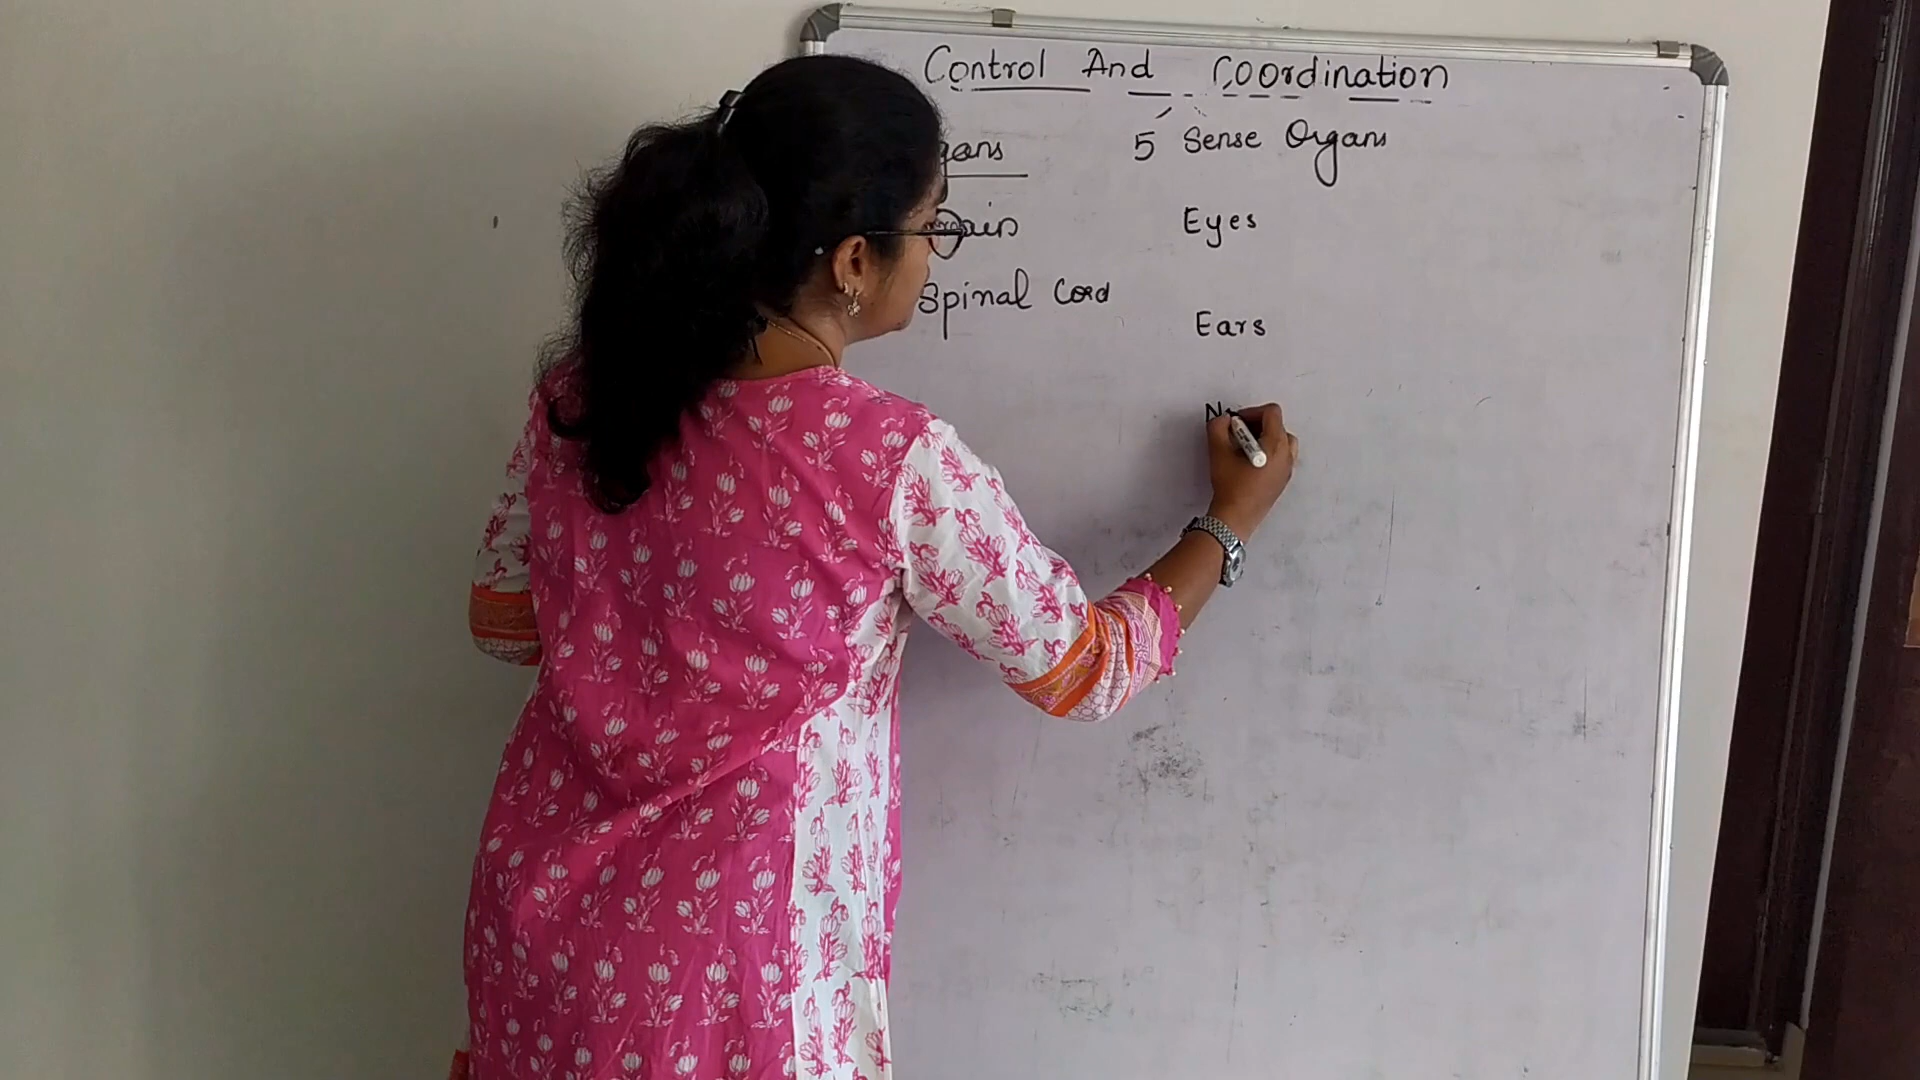 Control And Coordination
5 Sense Organs
Eyes
Spinal Cord
Ears